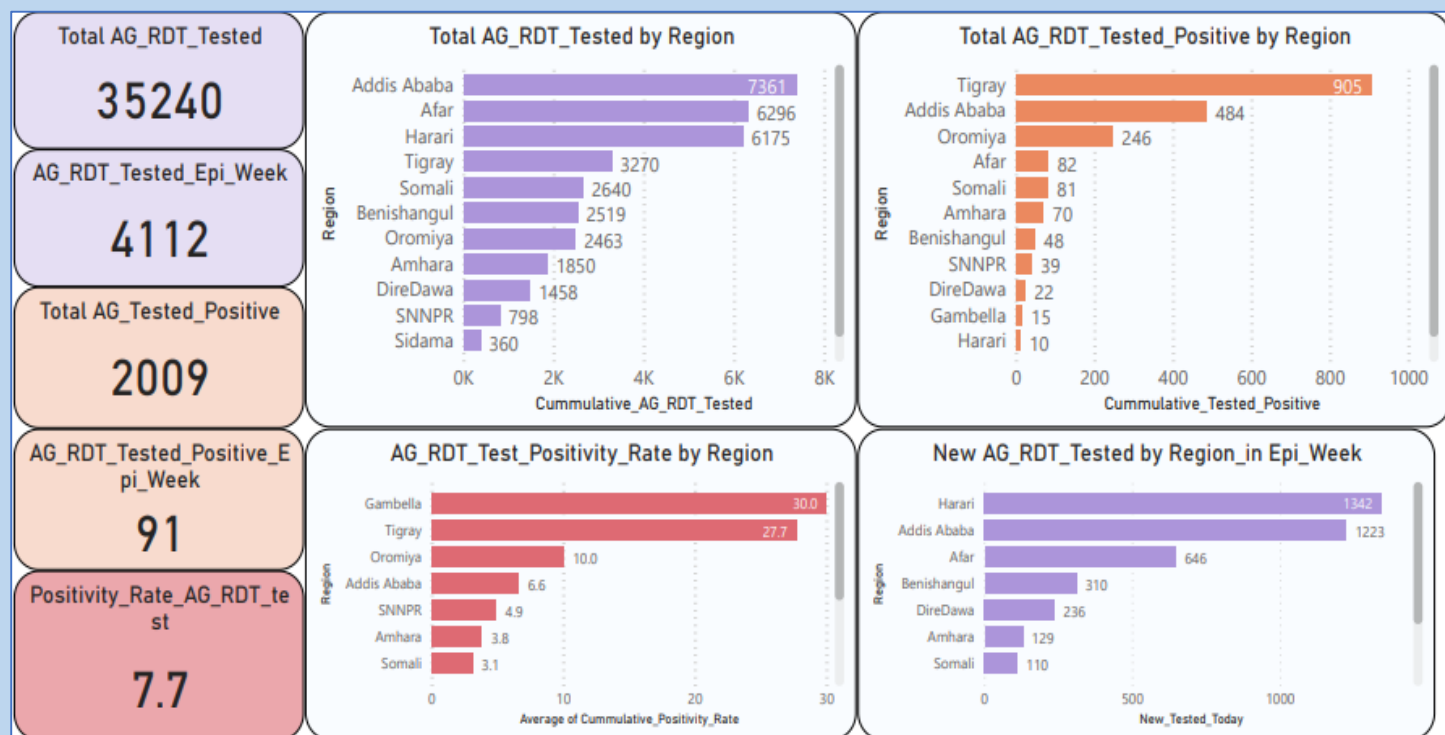 Total AG_RDT_Tested
35240
AG_RDT_Tested_Epi_Week
4112
Total AG_Tested_Positive
2009
AG_RDT_Tested_Positive_E
pi_Week
91
Positivity_Rate_AG_RDT_te
st
7.7
Total AG_RDT_Tested by Region
Region
Addis Ababa 7361
Afar 6296
Harari 6175
Tigray 3270
Somali 2640
Benishangul 2519
Oromiya 2463
Amhara 1850
DireDawa 1458
SNNPR 798
Sidama 360
0K 2K 4K 6K 8K
Cummulative_AG_RDT_Tested
Total AG_RDT_Tested_Positive by Region
Region
Tigray 905
Addis Ababa 484
Oromiya 246
Afar 82
Somali 81
Amhara 70
Benishangul 48
SNNPR 39
DireDawa 22
Gambella 15
Harari 10
0 200 400 600 800 1000
Cummulative_Tested_Positive
AG_RDT_Test_Positivity_Rate by Region
Region
Gambella 30.0
Tigray 27.7
Oromiya 10.0
Addis Ababa 6.6
SNNPR 4.9
Amhara 3.8
Somali 3.1
0 10 20 30
Average of Cummulative_Positivity_Rate
New AG_RDT_Tested by Region_in Epi_Week
Region
Harari 1342
Addis Ababa 1223
Afar 646
Benishangul 310
DireDawa 236
Amhara 129
Somali 110
0 500 1000
New_Tested_Today